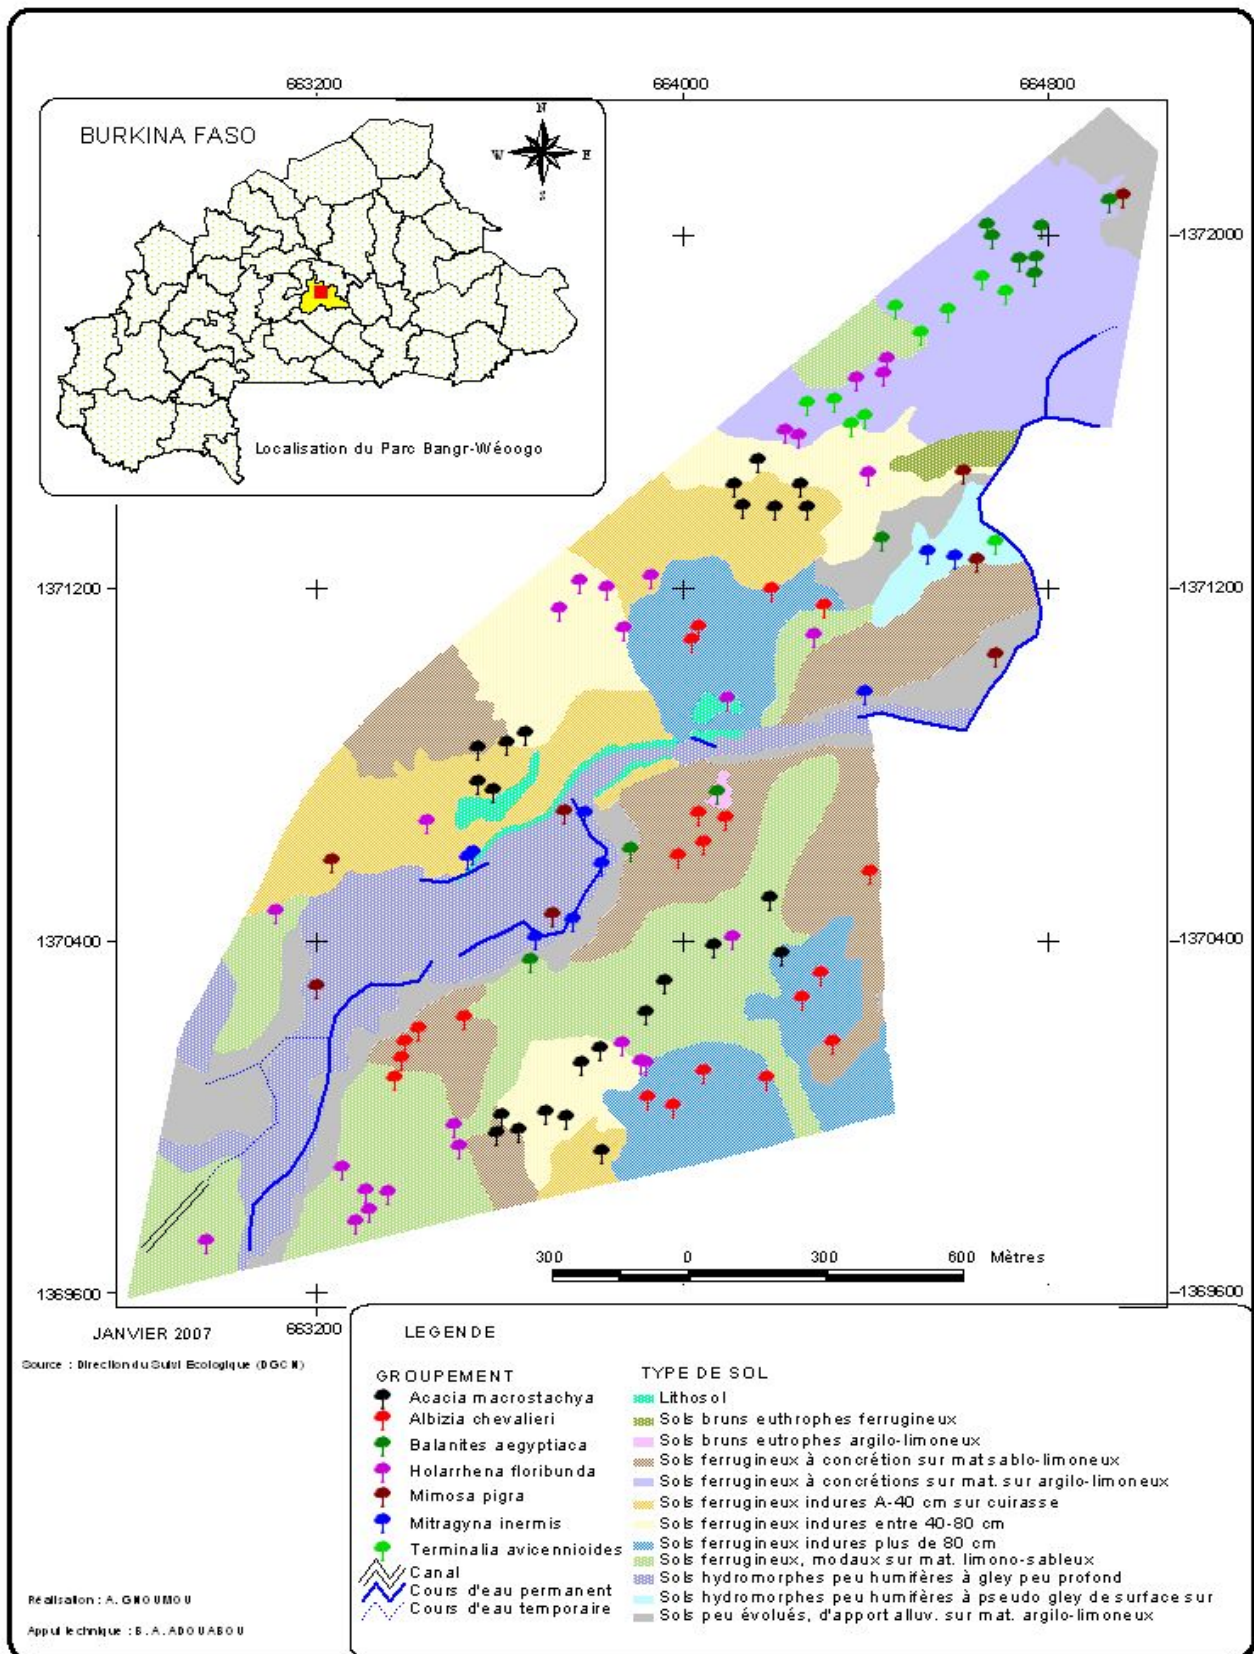 663200
664000
664800
BURKINA FASO
N
W
E
S
Localisation du Parc Bangr-Wéoogo
1372000
1371200
1371200
1370400
1370400
300 0 300 600 Mètres
1369600
1369600
JANVIER 2007
663200
Source : Direction du Suivi Ecologique (DGCN)
LEGENDE
GROUPEMENT
Acacia macrostachya
Albizia chevalieri
Balanites aegyptiaca
Holarrhena floribunda
Mimosa pigra
Mitragyna inermis
Terminalia avicennioides
Canal
Cours d'eau permanent
Cours d'eau temporaire
TYPE DE SOL
Lithosol
Sols bruns euthrophes ferrugineux
Sols bruns eutrophes argilo-limoneux
Sols ferrugineux à concrétion sur mat sablo-limoneux
Sols ferrugineux à concrétions sur mat. sur argilo-limoneux
Sols ferrugineux indures A-40 cm sur cuirasse
Sols ferrugineux indures entre 40-80 cm
Sols ferrugineux indures plus de 80 cm
Sols ferrugineux, modaux sur mat. limono-sableux
Sols hydromorphes peu humifères à gley peu profond
Sols hydromorphes peu humifères à pseudo gley de surface sur
Sols peu évolués, d'apport alluv. sur mat. argilo-limoneux
Réalisation : A. GNOUMOU
Appui technique : B. A. ADOUABOU